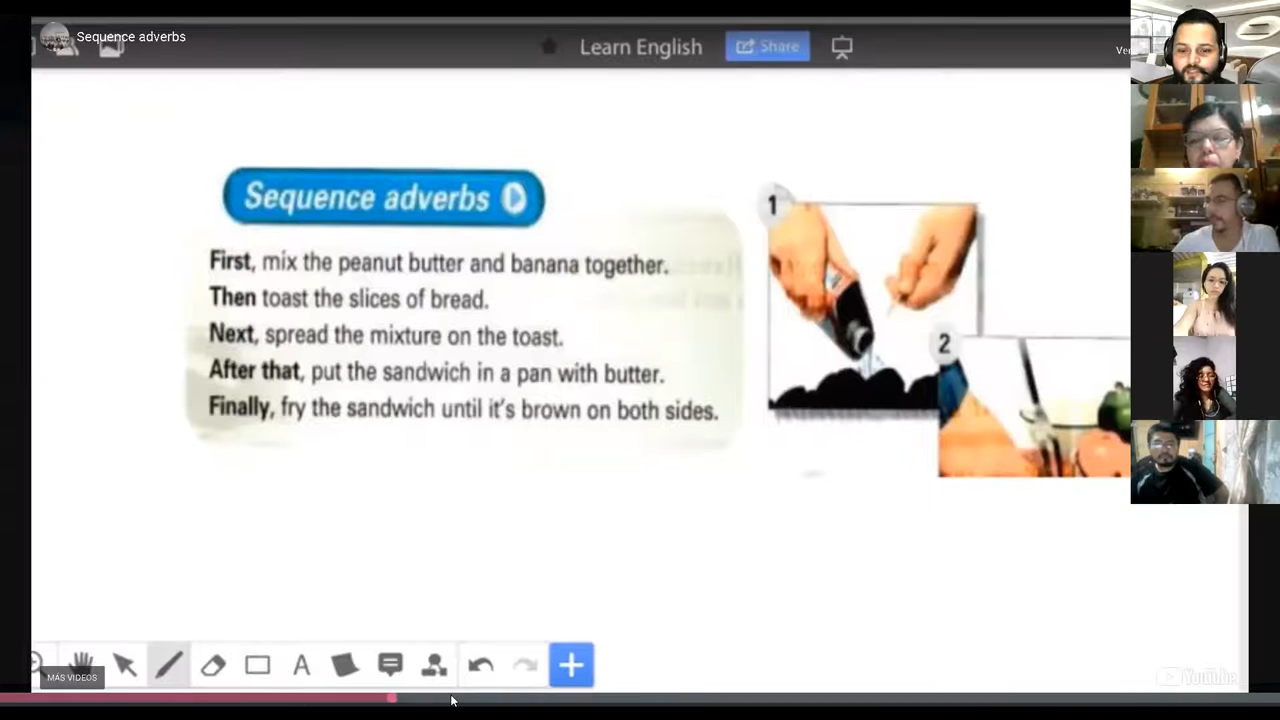 Sequence adverbs
Learn English
Share
Sequence adverbs
First, mix the peanut butter and banana together.
Then toast the slices of bread.
Next, spread the mixture on the toast.
After that, put the sandwich in a pan with butter.
Finally, fry the sandwich until it's brown on both sides.
1
2
A
MÁS VIDEOS
YouTube